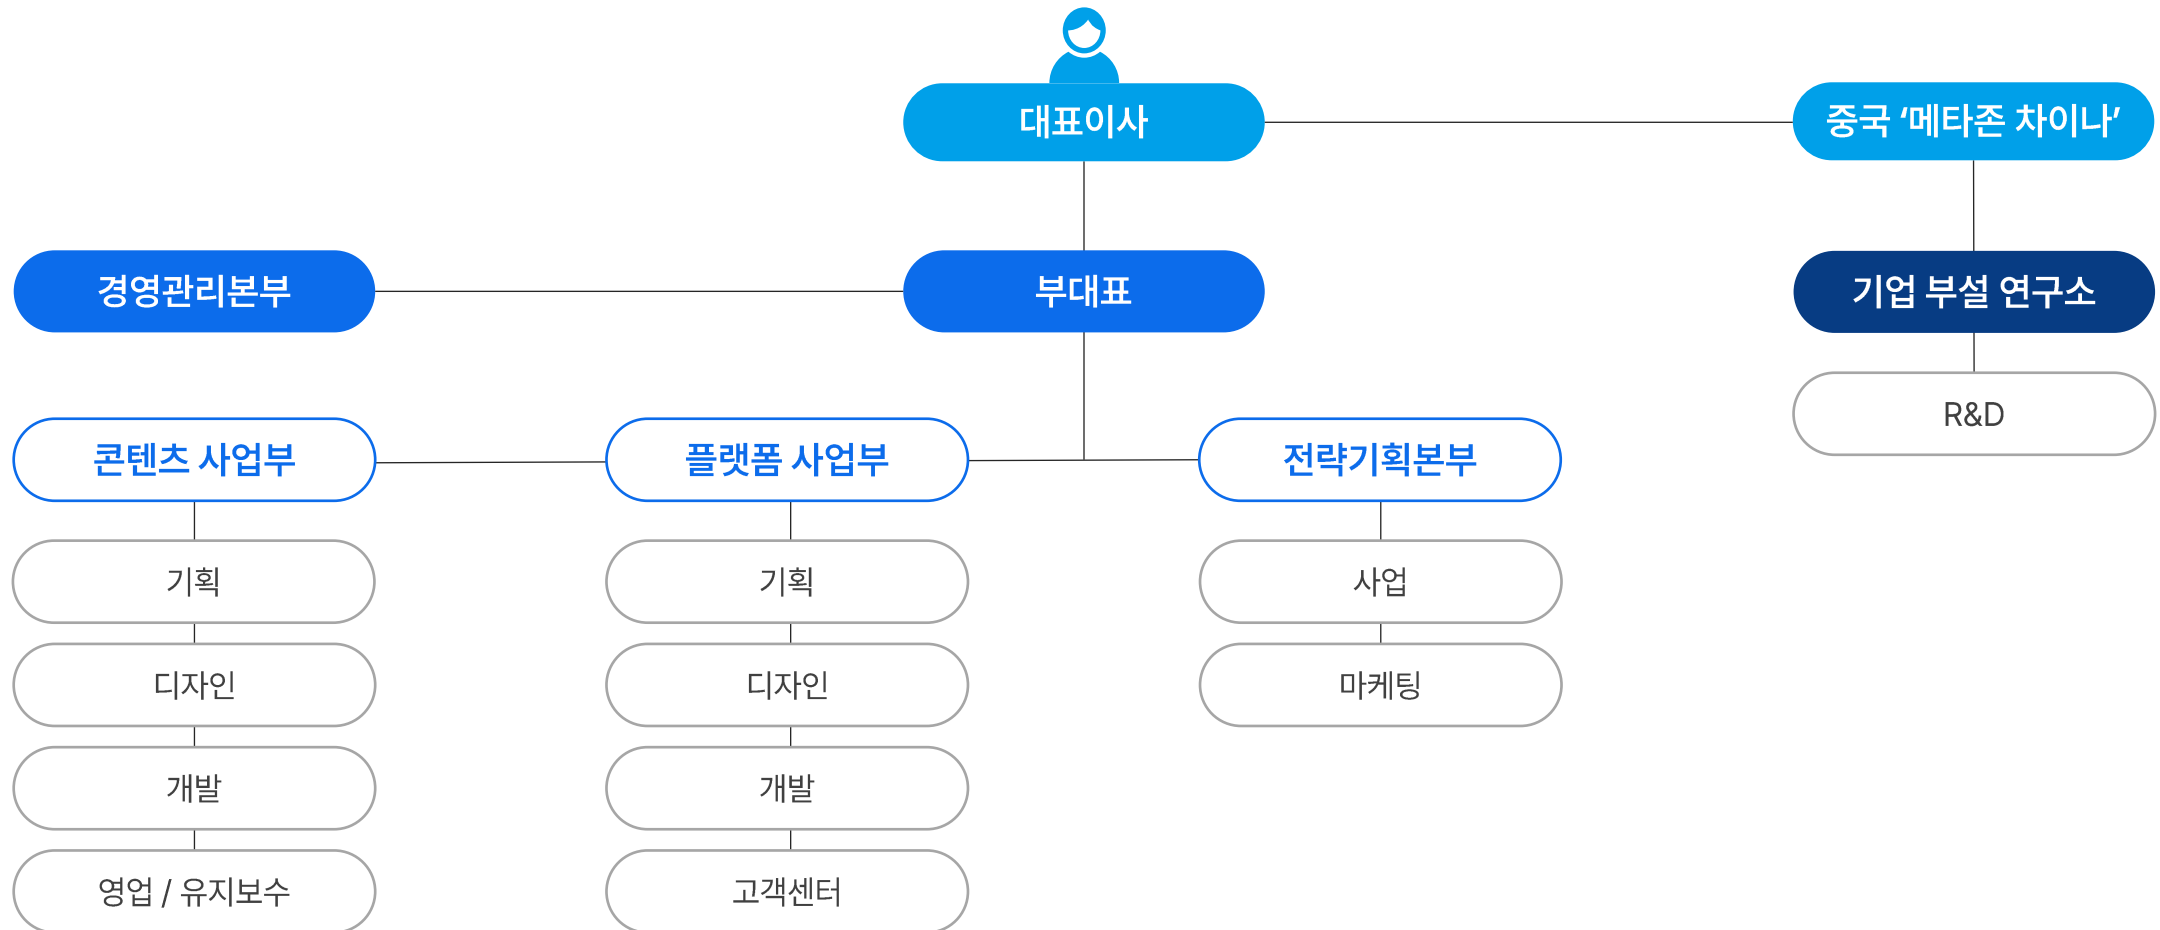 대표이사
중국 ‘메타존 차이나’
경영관리본부
부대표
기업 부설 연구소
R&D
콘텐츠 사업부
플랫폼 사업부
전략기획본부
기획
기획
사업
디자인
디자인
마케팅
개발
개발
영업 / 유지보수
고객센터